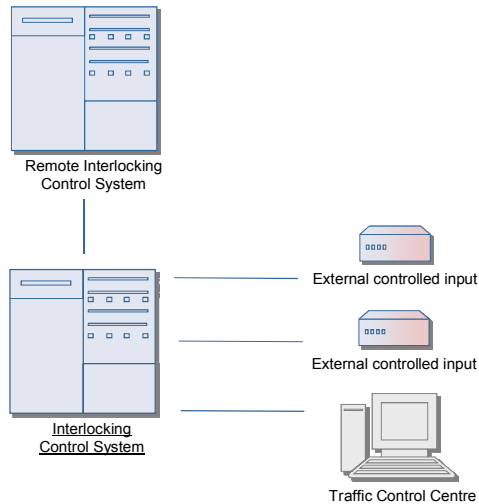 Remote Interlocking
Control System
External controlled input
External controlled input
Interlocking
Control System
Traffic Control Centre